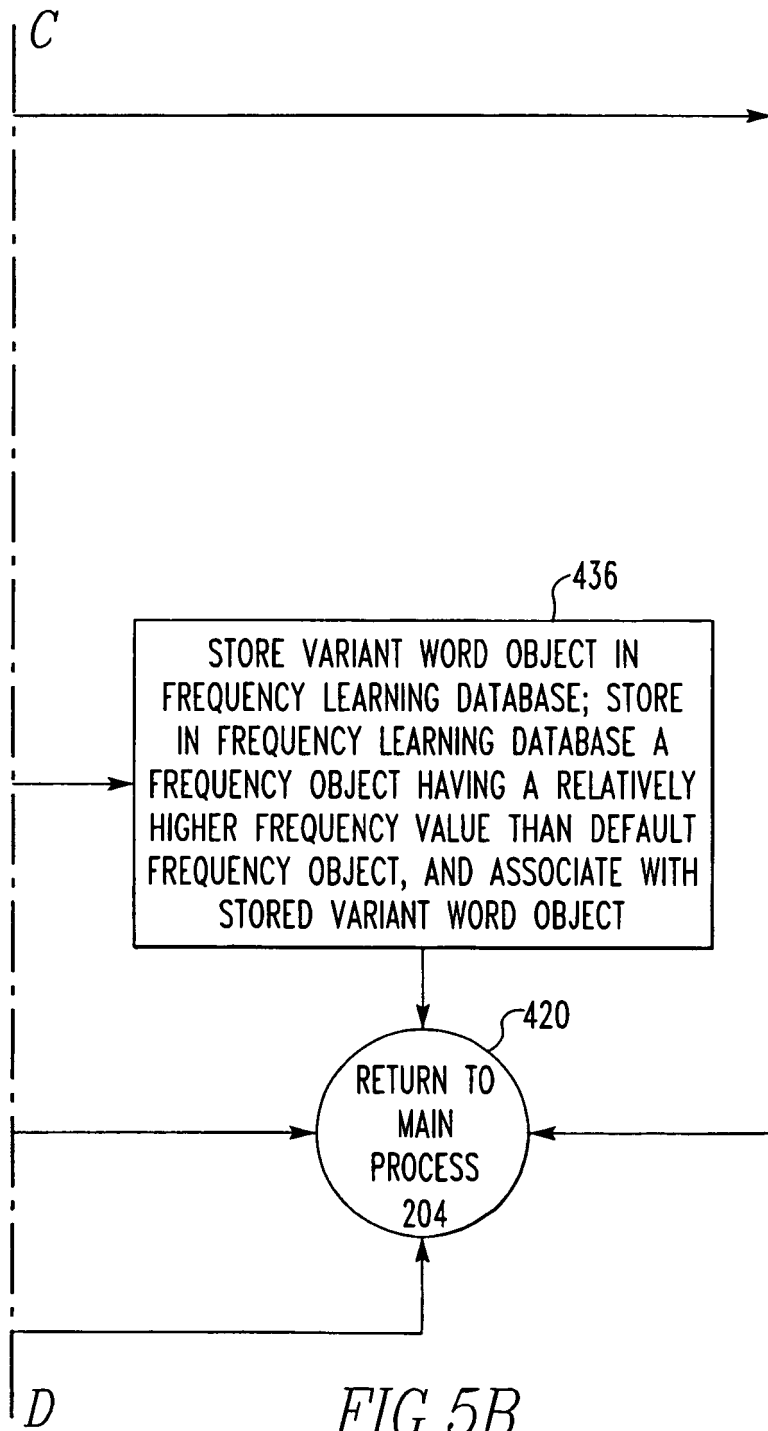 C
436
STORE VARIANT WORD OBJECT IN
FREQUENCY LEARNING DATABASE; STORE
IN FREQUENCY LEARNING DATABASE A
FREQUENCY OBJECT HAVING A RELATIVELY
HIGHER FREQUENCY VALUE THAN DEFAULT
FREQUENCY OBJECT, AND ASSOCIATE WITH
STORED VARIANT WORD OBJECT
420
RETURN TO
MAIN
PROCESS
204
D
FIG.5B